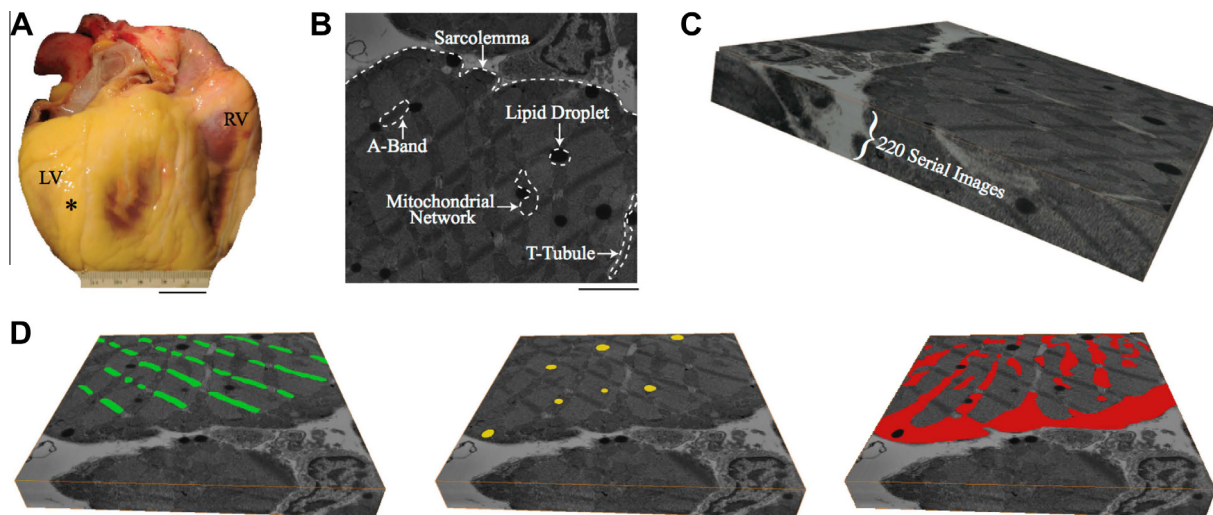 A
RV
LV
*
B
Sarcolemma
Lipid Droplet
A-Band
Mitochondrial
Network
T-Tubule
C
220 Serial Images
D